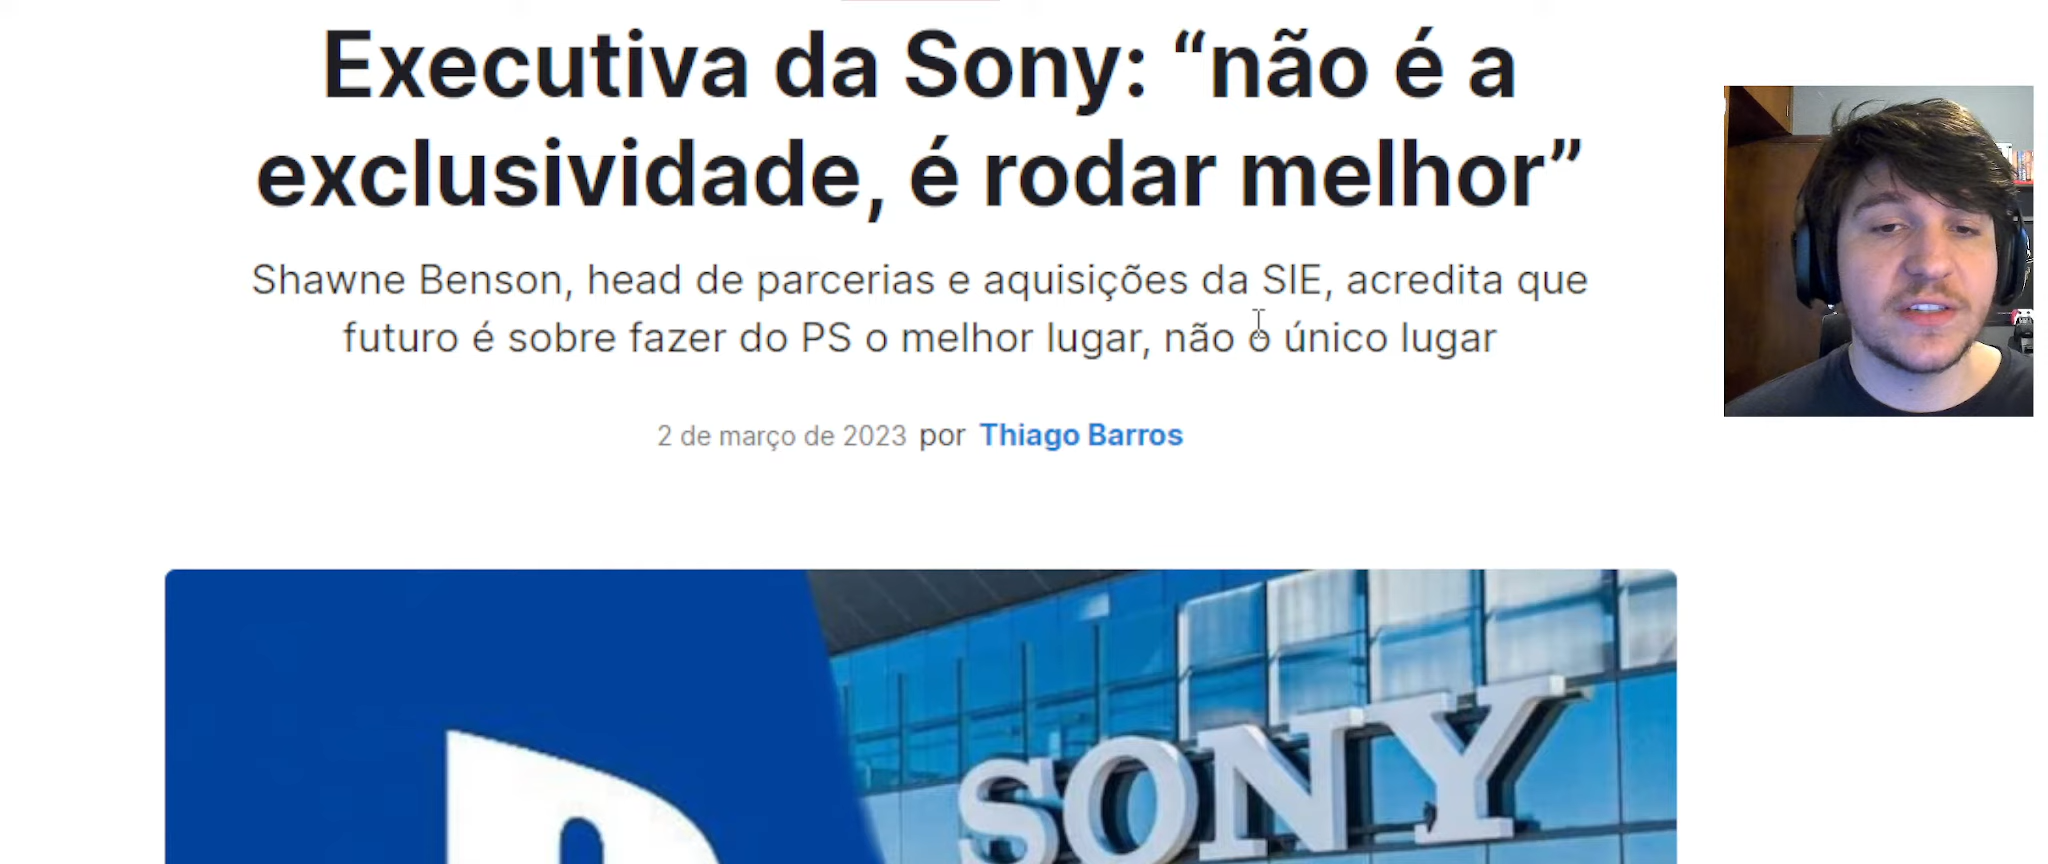 Executiva da Sony: “não é a
exclusividade, é rodar melhor”
Shawne Benson, head de parcerias e aquisições da SIE, acredita que
futuro é sobre fazer do PS o melhor lugar, não o único lugar
2 de março de 2023 por Thiago Barros
SONY